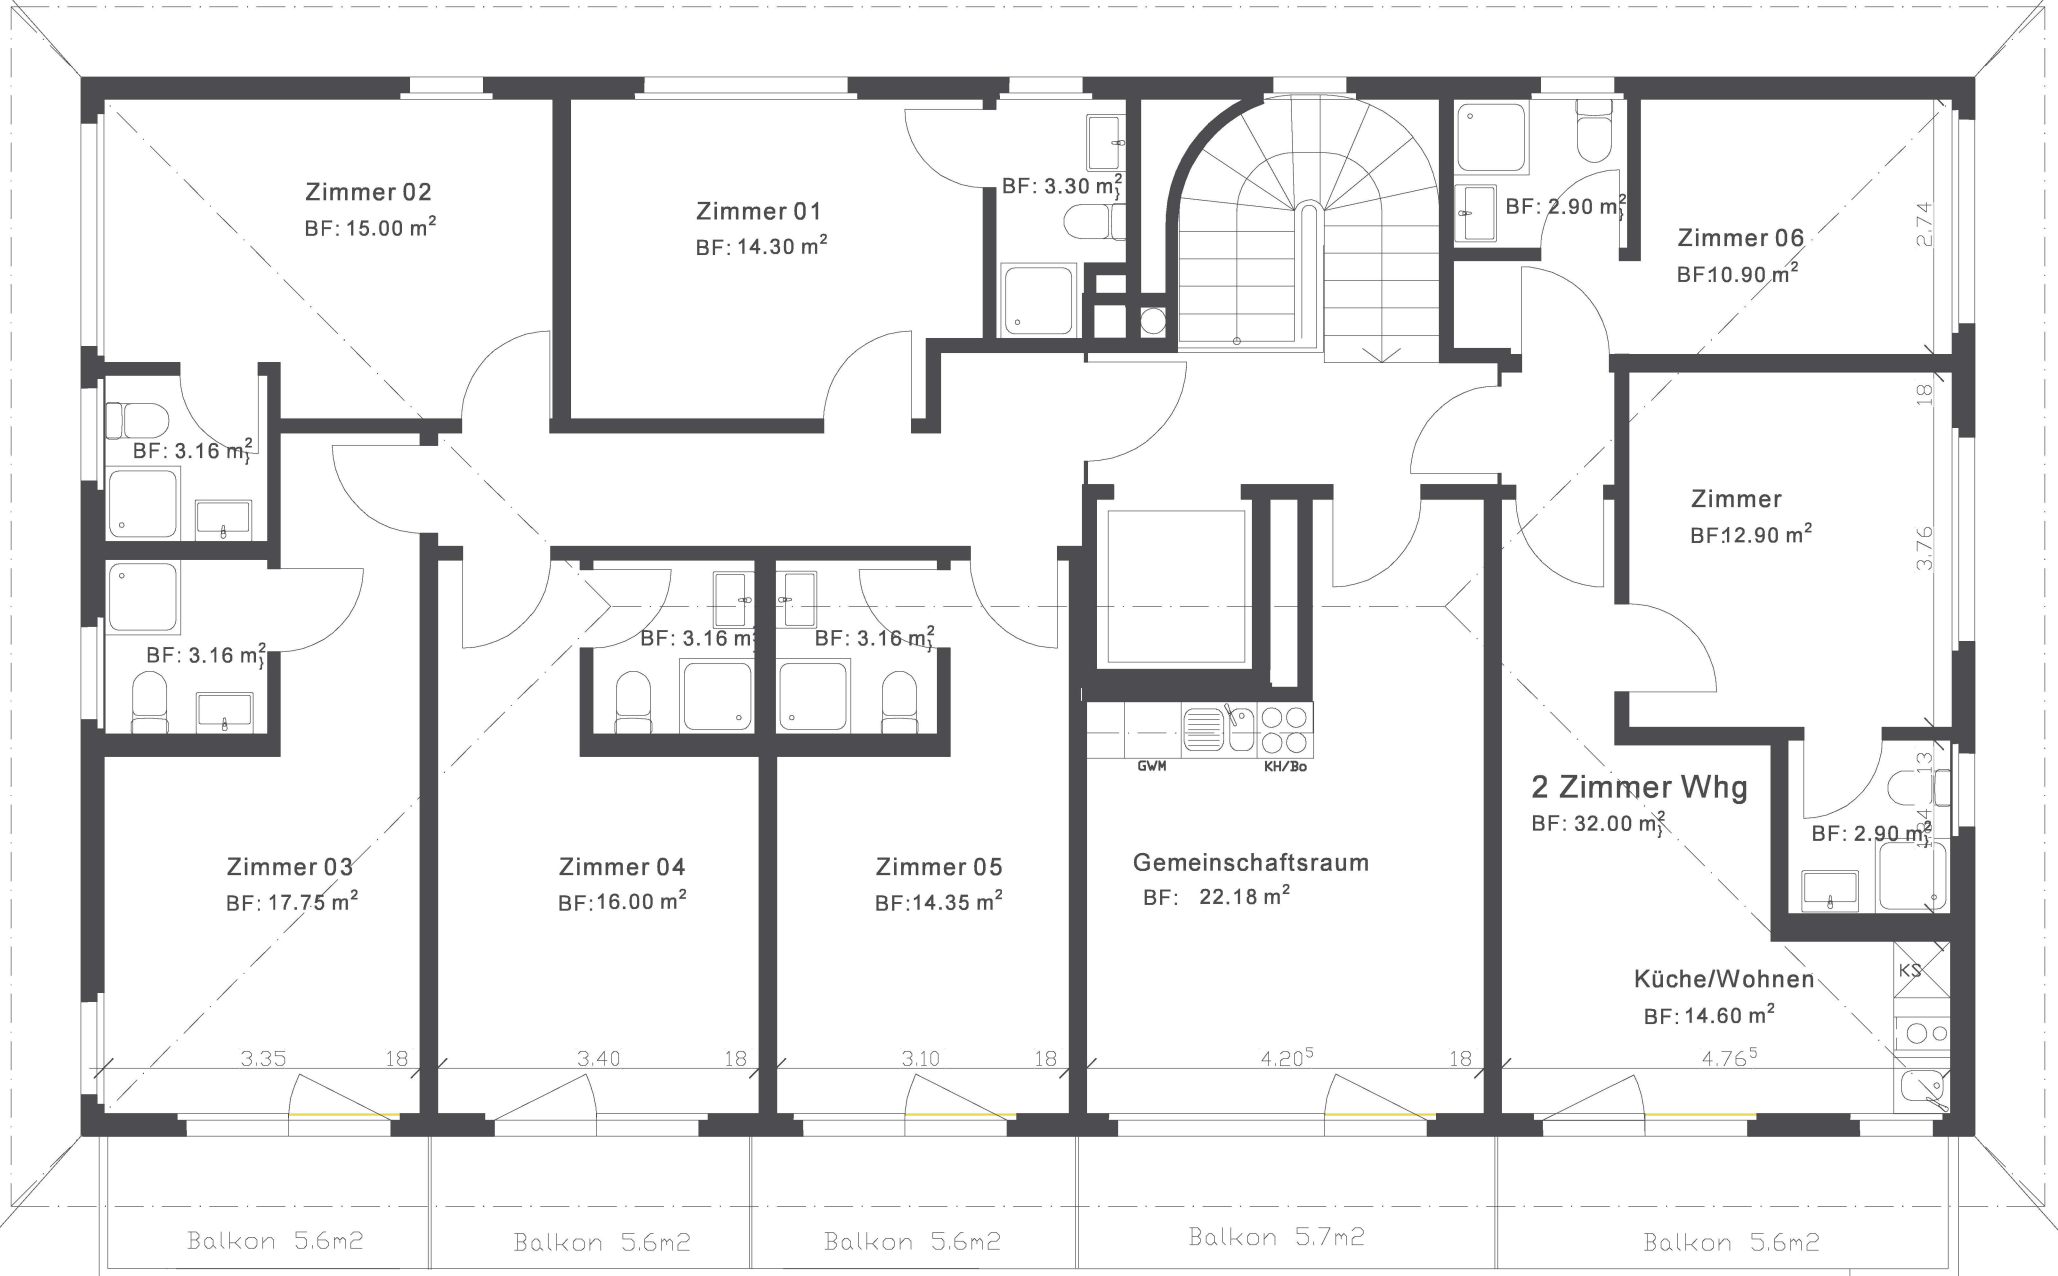 Zimmer 02
BF: 15.00 m²
Zimmer 01
BF: 14.30 m²
BF: 3.30 m²
BF: 2.90 m²
Zimmer 06
BF:10.90 m²
2.74
BF: 3.16 m²
18
Zimmer
BF:12.90 m²
3.76
BF: 3.16 m²
BF: 3.16 m²
BF: 3.16 m²
GWM
KH/Bo
13
2 Zimmer Whg
BF: 32.00 m²
BF: 2.90 m²
Zimmer 03
BF: 17.75 m²
Zimmer 04
BF:16.00 m²
Zimmer 05
BF:14.35 m²
Gemeinschaftsraum
BF: 22.18 m²
KS
Küche/Wohnen
BF:14.60 m²
3.35
18
3.40
18
3.10
18
4.20⁵
18
4.76⁵
Balkon 5.6m2
Balkon 5.6m2
Balkon 5.6m2
Balkon 5.7m2
Balkon 5.6m2